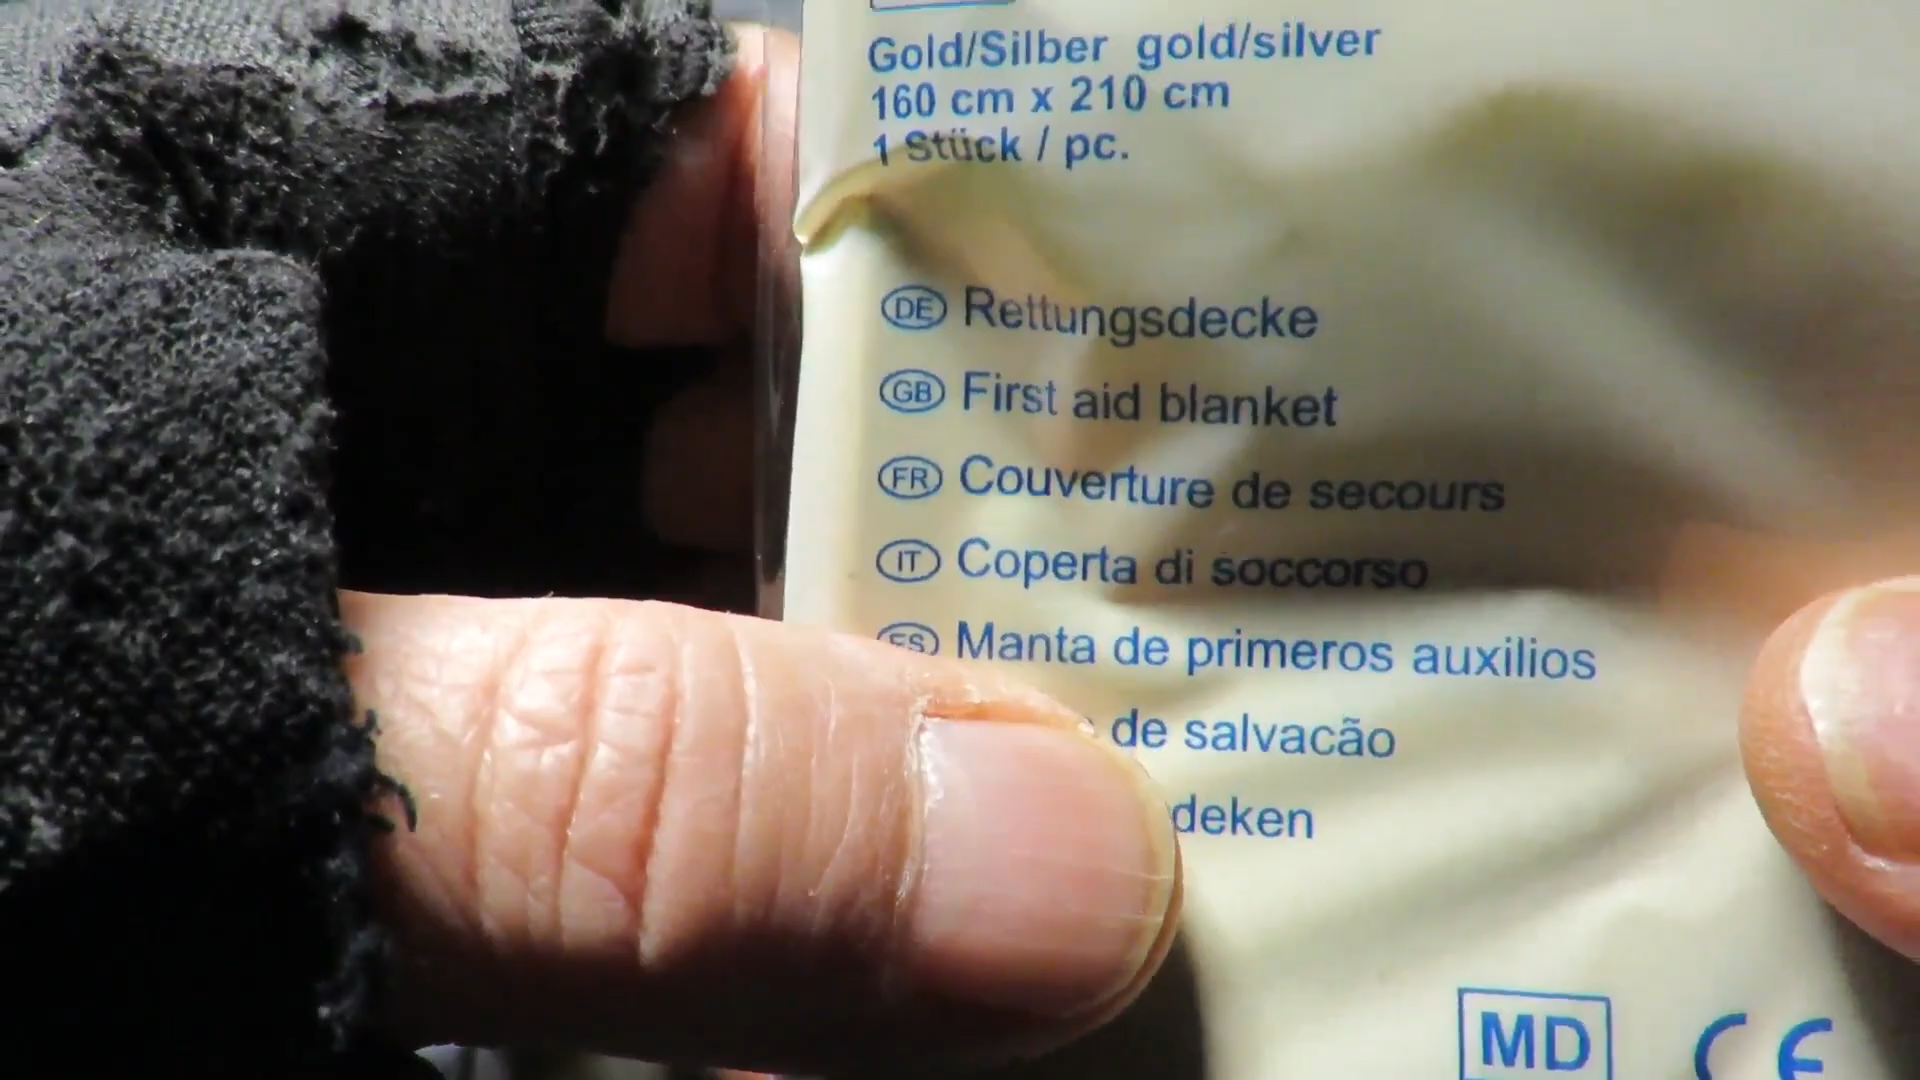 Gold/Silber gold/silver
160 cm x 210 cm
1 Stück / pc.
DE Rettungsdecke
GB First aid blanket
FR Couverture de secours
IT Coperta di soccorso
ES Manta de primeros auxilios
de salvacão
deken
MD CE